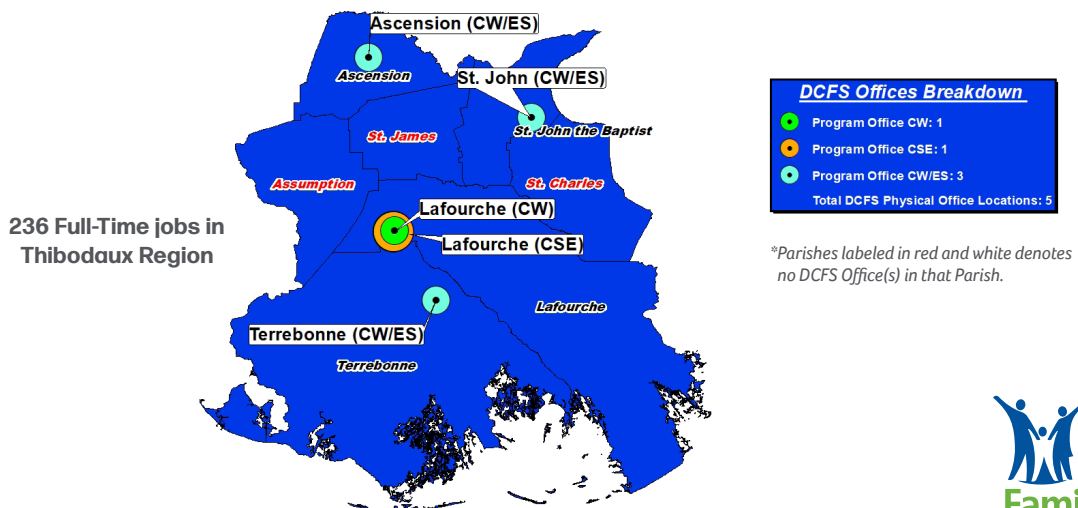 Ascension (CW/ES)
Ascension
St. John (CW/ES)
St. James
St. John the Baptist
Assumption
St. Charles
Lafourche (CW)
Lafourche (CSE)
Lafourche
Terrebonne (CW/ES)
Terrebonne
236 Full-Time jobs in
Thibodaux Region
DCFS Offices Breakdown
Program Office CW: 1
Program Office CSE: 1
Program Office CW/ES: 3
Total DCFS Physical Office Locations: 5
*Parishes labeled in red and white denotes
no DCFS Office(s) in that Parish.
Fami